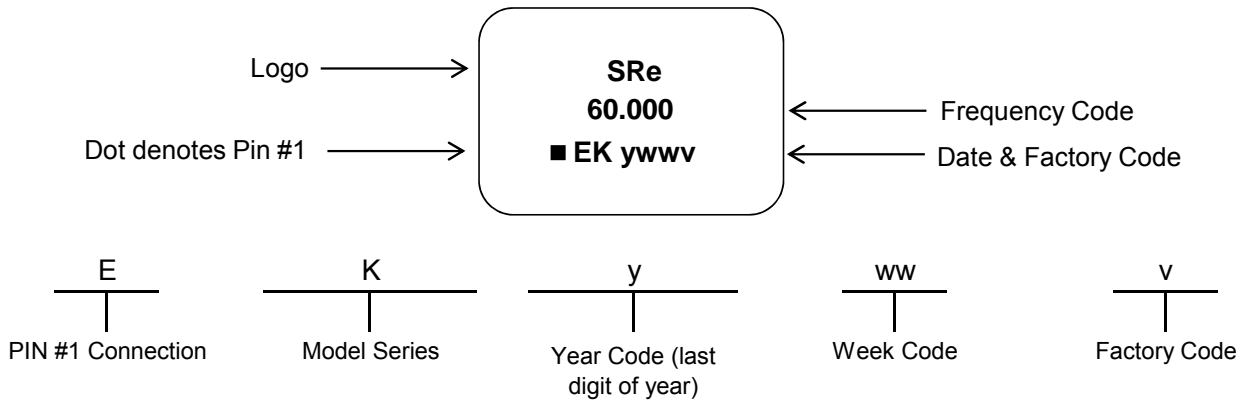 Logo
SRe
60.000
Frequency Code
Dot denotes Pin #1
■ EK ywwv
Date & Factory Code
E
K
y
ww
v
PIN #1 Connection
Model Series
Year Code (last
digit of year)
Week Code
Factory Code